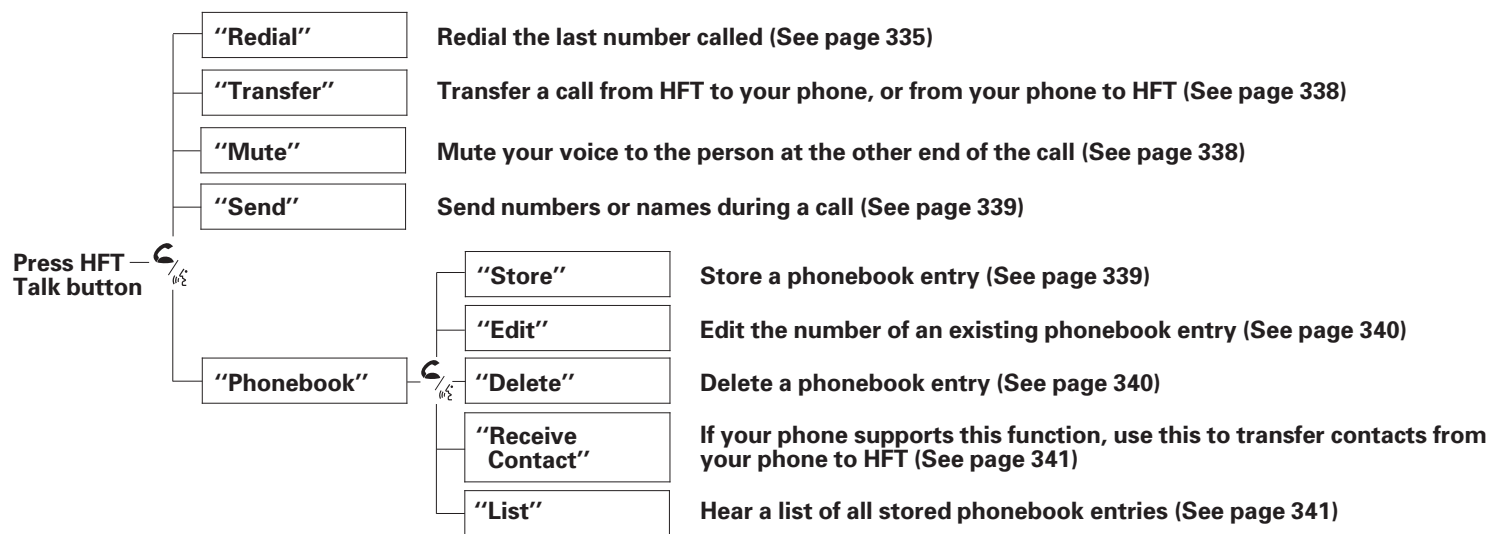 ‘‘Redial’’ Redial the last number called (See page 335)
‘‘Transfer’’ Transfer a call from HFT to your phone, or from your phone to HFT (See page 338)
‘‘Mute’’ Mute your voice to the person at the other end of the call (See page 338)
‘‘Send’’ Send numbers or names during a call (See page 339)
Press HFT
Talk button
‘‘Phonebook’’
‘‘Store’’ Store a phonebook entry (See page 339)
‘‘Edit’’ Edit the number of an existing phonebook entry (See page 340)
‘‘Delete’’ Delete a phonebook entry (See page 340)
‘‘Receive
Contact’’
If your phone supports this function, use this to transfer contacts from
your phone to HFT (See page 341)
‘‘List’’ Hear a list of all stored phonebook entries (See page 341)